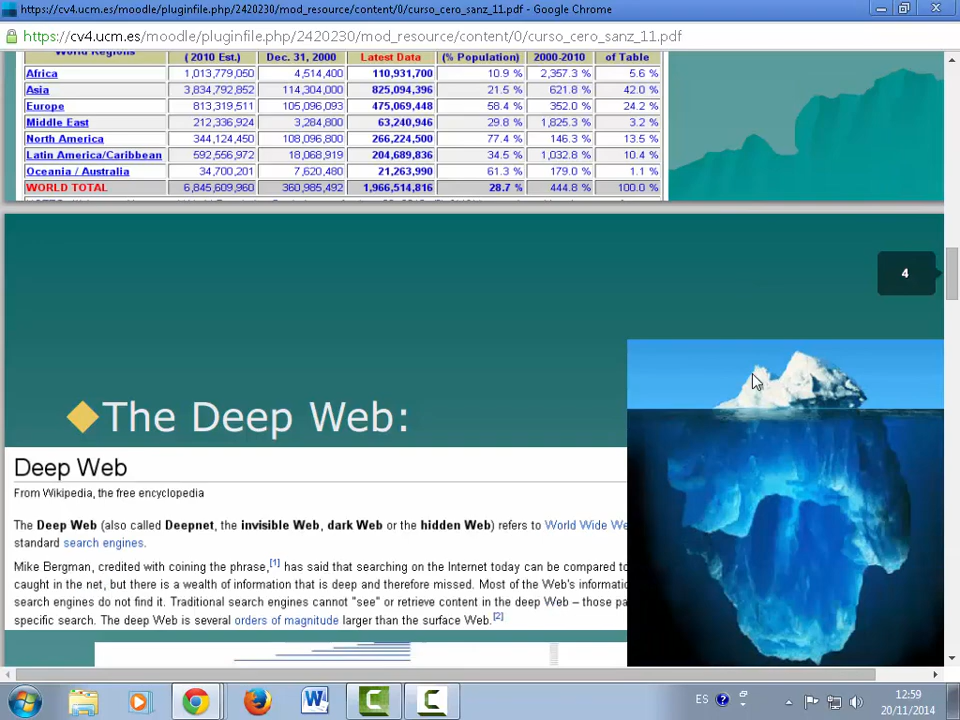 https://cv4.ucm.es/moodle/pluginfile.php/2420230/mod_resource/content/0/curso_cero_sanz_11.pdf - Google Chrome
https://cv4.ucm.es/moodle/pluginfile.php/2420230/mod_resource/content/0/curso_cero_sanz_11.pdf
World Regions ( 2010 Est.) Dec. 31, 2000 Latest Data (% Population) 2000-2010 of Table
Africa 1,013,779,050 4,514,400 110,931,700 10.9 % 2,357.3 % 5.6 %
Asia 3,834,792,852 114,304,000 825,094,396 21.5 % 621.8 % 42.0 %
Europe 813,319,511 105,096,093 475,069,448 58.4 % 352.0 % 24.2 %
Middle East 212,336,924 3,284,800 63,240,946 29.8 % 1,825.3 % 3.2 %
North America 344,124,450 108,096,800 266,224,500 77.4 % 146.3 % 13.5 %
Latin America/Caribbean 592,556,972 18,068,919 204,689,836 34.5 % 1,032.8 % 10.4 %
Oceania / Australia 34,700,201 7,620,480 21,263,990 61.3 % 179.0 % 1.1 %
WORLD TOTAL 6,845,609,960 360,985,492 1,966,514,816 28.7 % 444.8 % 100.0 %
4
The Deep Web:
Deep Web
From Wikipedia, the free encyclopedia
The Deep Web (also called Deepnet, the invisible Web, dark Web or the hidden Web) refers to World Wide We
standard search engines.
Mike Bergman, credited with coining the phrase,[1] has said that searching on the Internet today can be compared to
caught in the net, but there is a wealth of information that is deep and therefore missed. Most of the Web's informatio
search engines do not find it. Traditional search engines cannot "see" or retrieve content in the deep Web – those pa
specific search. The deep Web is several orders of magnitude larger than the surface Web.[2]
ES
12:59
20/11/2014